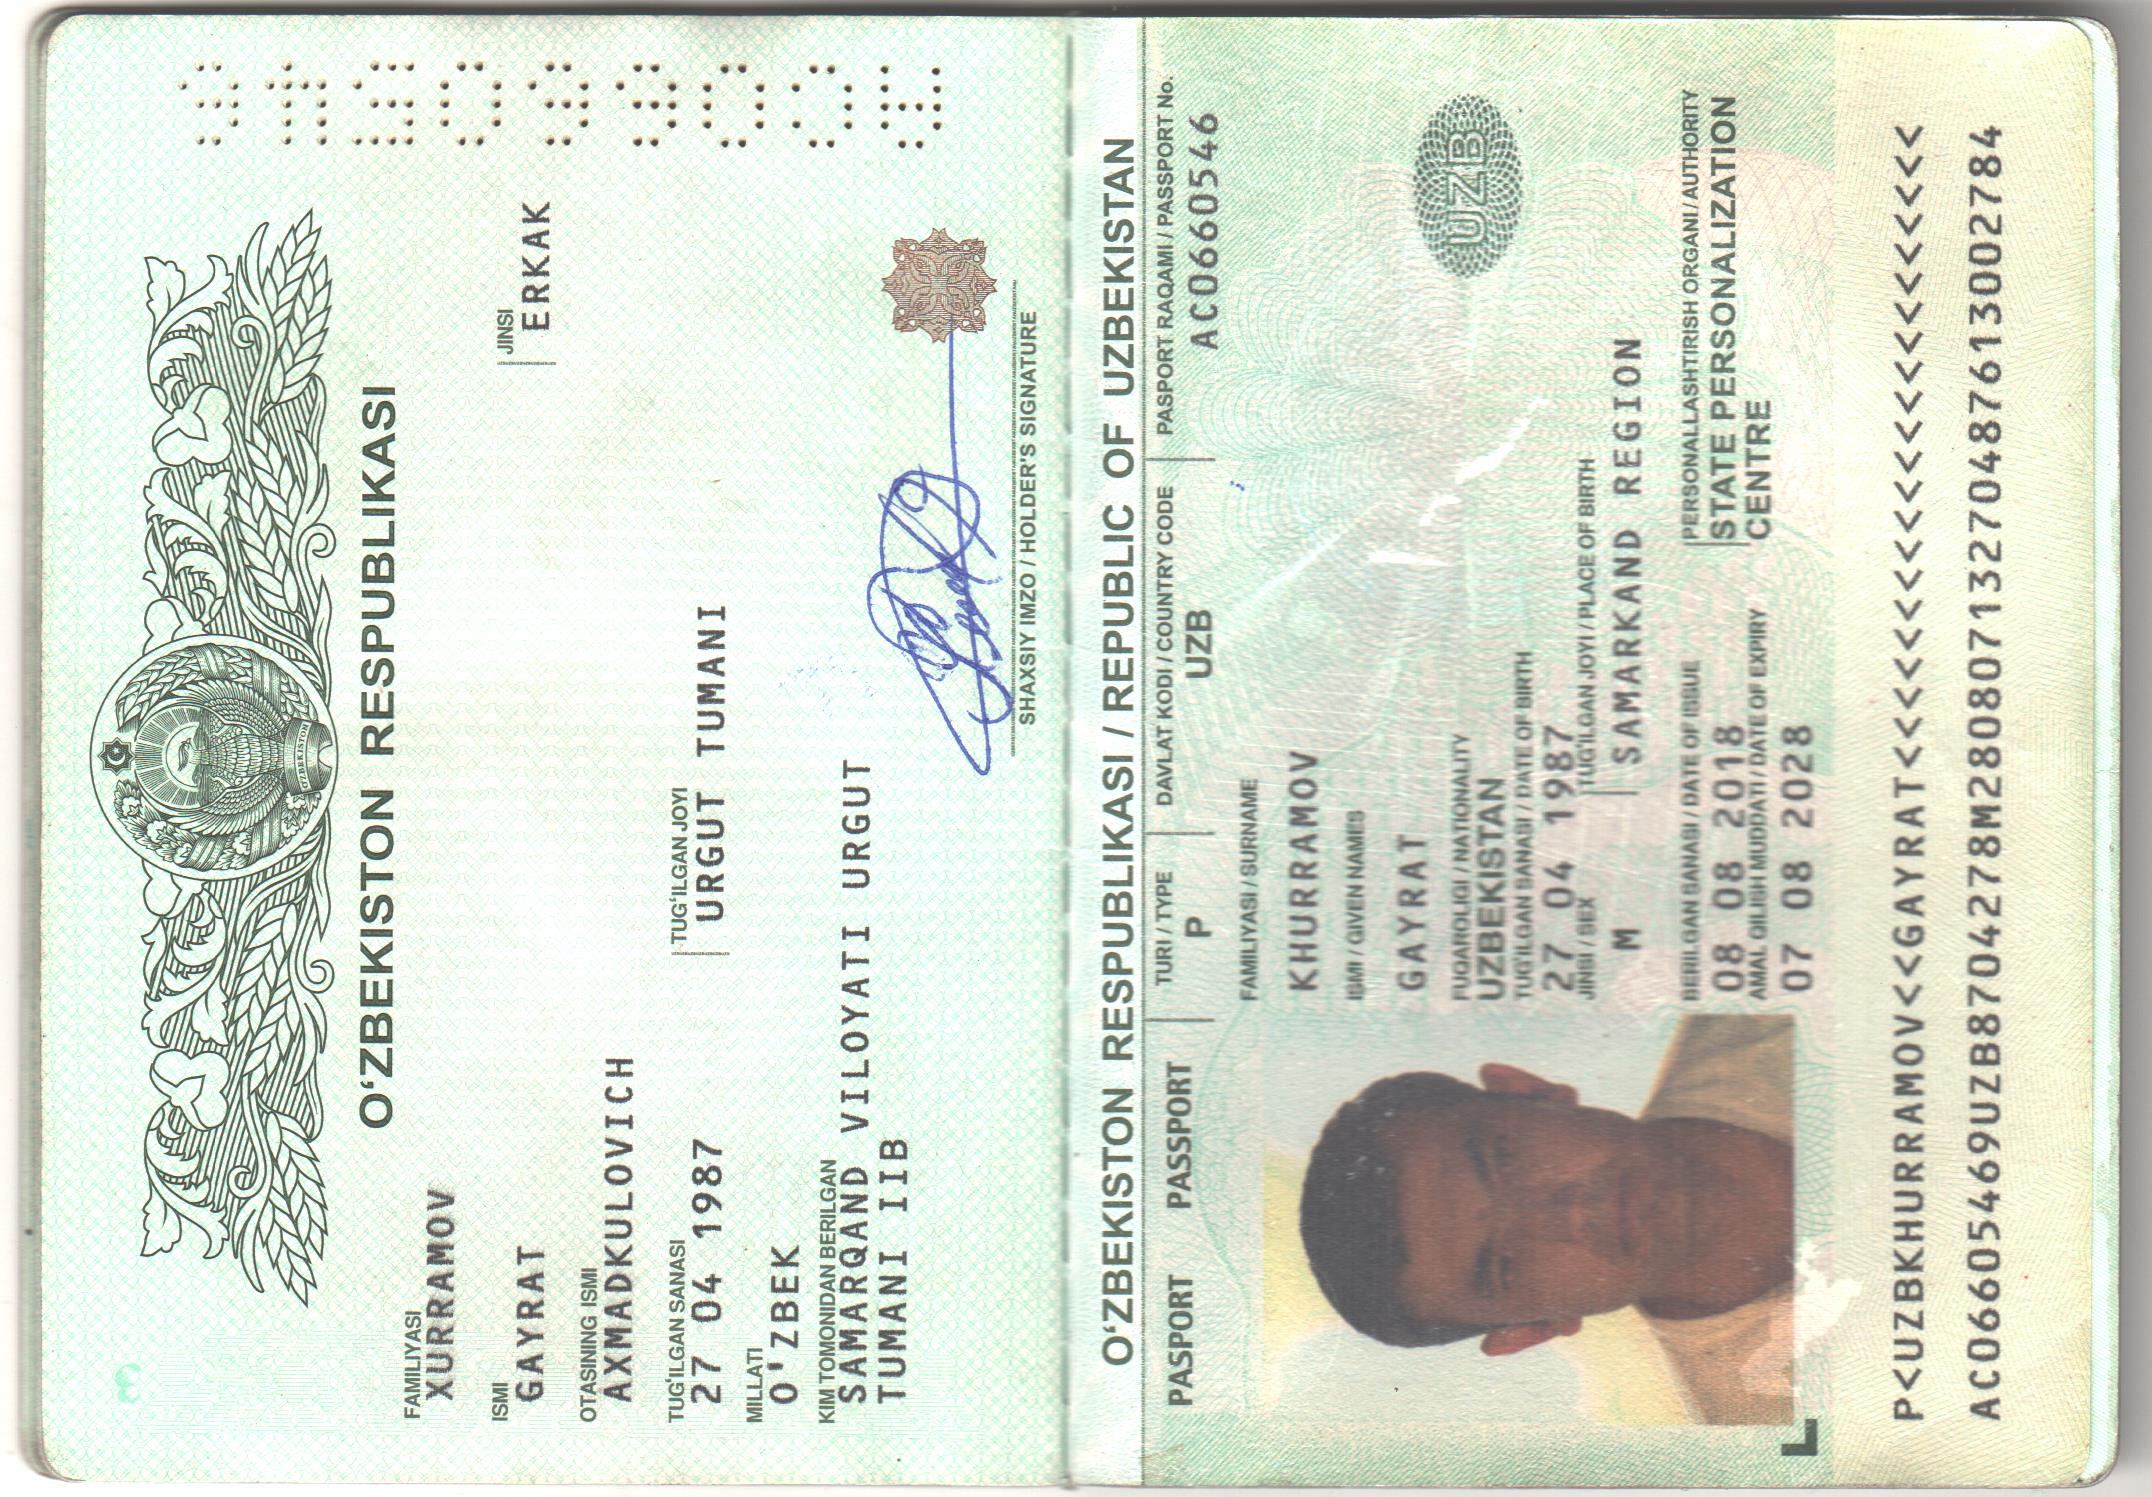 O'ZBEKISTON RESPUBLIKASI
FAMILIYASI
XURRAMOV
ISMI
GAYRAT
JINSI
ERKAK
OTASINING ISMI
AXMADKULOVICH
TUG'ILGAN SANASI
27 04 1987
TUG'ILGAN JOYI
URGUT TUMANI
MILLATI
O'ZBEK
KIM TOMONIDAN BERILGAN
SAMARQAND VILOYATI URGUT
TUMANI IIB
SHAXSIY IMZO / HOLDER'S SIGNATURE
O'ZBEKISTON RESPUBLIKASI / REPUBLIC OF UZBEKISTAN
PASPORT PASSPORT
TURI / TYPE
P
DAVLAT KODI / COUNTRY CODE
UZB
PASPORT RAQAMI / PASSPORT No.
AC0660546
FAMILIYASI / SURNAME
KHURRAMOV
ISMI / GIVEN NAMES
GAYRAT
FUQAROLIGI / NATIONALITY
UZBEKISTAN
TUG'ILGAN SANASI / DATE OF BIRTH
27 04 1987
JINSI / SEX
M
TUG'ILGAN JOYI / PLACE OF BIRTH
SAMARKAND REGION
BERILGAN SANASI / DATE OF ISSUE
08 08 2018
AMAL QILISH MUDDATI / DATE OF EXPIRY
07 08 2028
PERSONALLASHTIRISH ORGANI / AUTHORITY
STATE PERSONALIZATION
CENTRE
UZB
P<UZBKHURRAMOV<<GAYRAT<<<<<<<<<<<<<<<<<<<<<<
AC06605469UZB8704278M28080713270487613002784